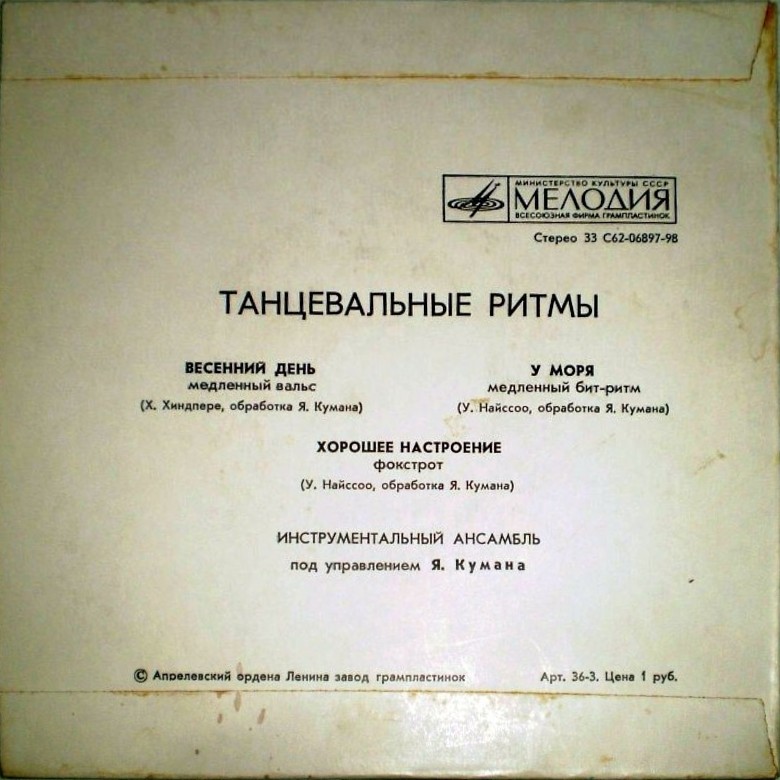 МИНИСТЕРСТВО КУЛЬТУРЫ СССР
МЕЛОДИЯ
ВСЕСОЮЗНАЯ ФИРМА ГРАМПЛАСТИНОК
Стерео 33 С62-06897-98
ТАНЦЕВАЛЬНЫЕ РИТМЫ
ВЕСЕННИЙ ДЕНЬ
медленный вальс
(Х. Хиндпере, обработка Я. Кумана)
У МОРЯ
медленный бит-ритм
(У. Найссоо, обработка Я. Кумана)
ХОРОШЕЕ НАСТРОЕНИЕ
фокстрот
(У. Найссоо, обработка Я. Кумана)
ИНСТРУМЕНТАЛЬНЫЙ АНСАМБЛЬ
под управлением Я. Кумана
© Апрелевский ордена Ленина завод грампластинок
Арт. 36-3. Цена 1 руб.